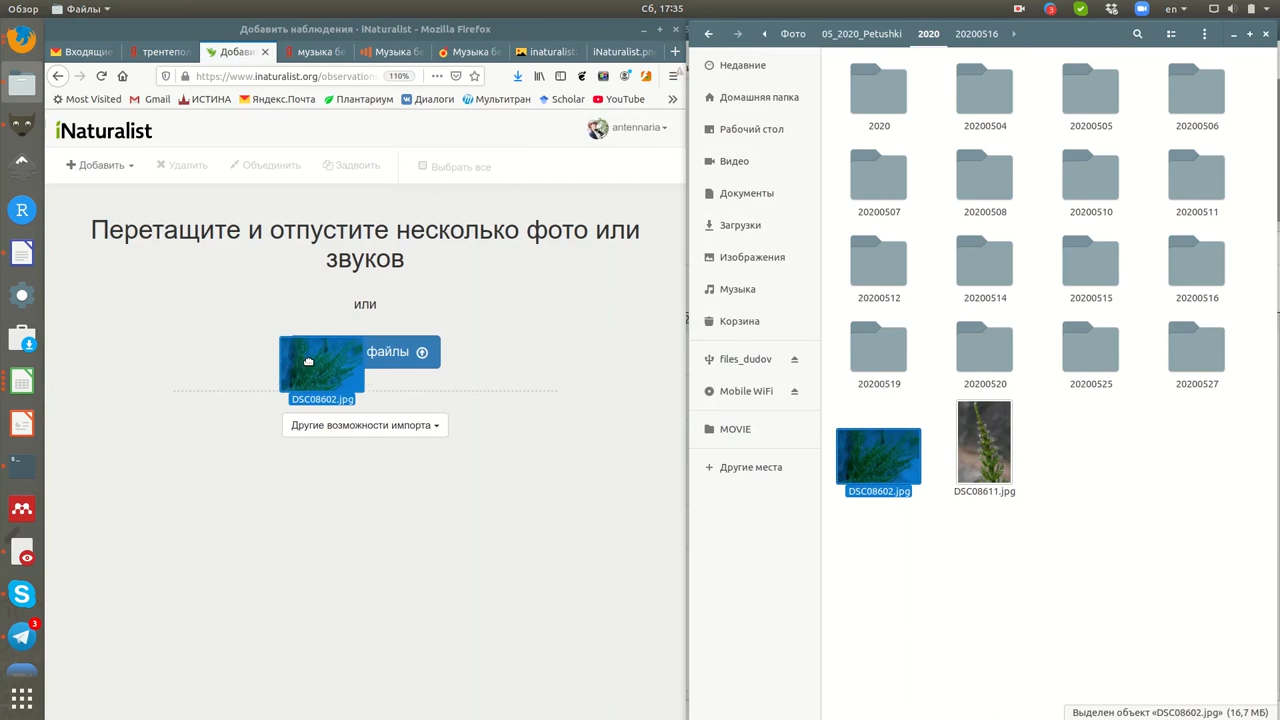 Обзор
Файлы
Сб, 17:35
3
en
Добавить наблюдения · iNaturalist - Mozilla Firefox
Входящие
трентепол
Добави
музыка бе
Музыка б
Музыка бе
inaturalist:
iNaturalist.pn
https://www.inaturalist.org/observation
110%
Most Visited
Gmail
ИСТИНА
Яндекс.Почта
Плантариум
Диалоги
Мультитран
Scholar
YouTube
iNaturalist
antennaria
Добавить
Удалить
Объединить
Задвоить
Выбрать все
Перетащите и отпустите несколько фото или
звуков
или
файлы
DSC08602.jpg
Другие возможности импорта
3
Фото
05_2020_Petushki
2020
20200516
Недавние
Домашняя папка
Рабочий стол
Видео
Документы
Загрузки
Изображения
Музыка
Корзина
files_dudov
Mobile WiFi
MOVIE
Другие места
2020
20200504
20200505
20200506
20200507
20200508
20200510
20200511
20200512
20200514
20200515
20200516
20200519
20200520
20200525
20200527
DSC08602.jpg
DSC08611.jpg
Выделен объект «DSC08602.jpg» (16,7 МБ)